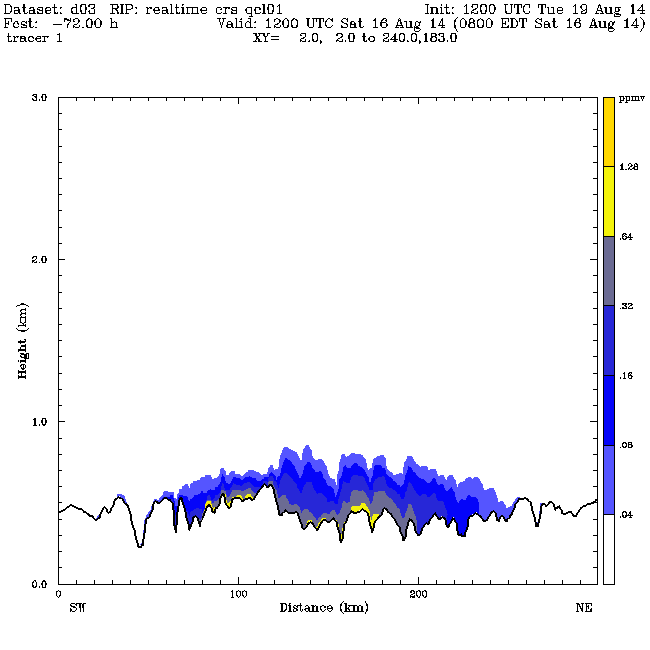 Dataset: d03 RIP: realtime crs qcl01 Init: 1200 UTC Tue 19 Aug 14
Fcst: −72.00 h Valid: 1200 UTC Sat 16 Aug 14 (0800 EDT Sat 16 Aug 14)
tracer 1 XY= 2.0, 2.0 to 240.0,183.0
3.0
ppmv
1.28
2.0
.64
.32
Height (km)
.16
1.0
.08
.04
0.0
0 100 200
SW Distance (km) NE